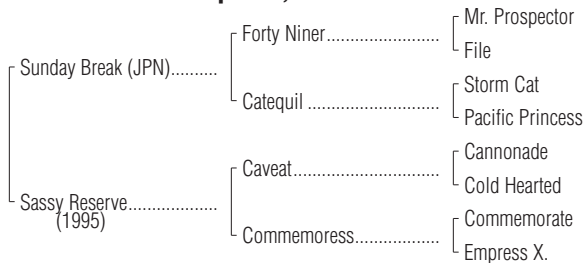 Mr. Prospector
Forty Niner
File
Sunday Break (JPN)
Storm Cat
Catequil
Pacific Princess
Cannonade
Caveat
Cold Hearted
Sassy Reserve
(1995)
Commemorate
Commemoress
Empress X.